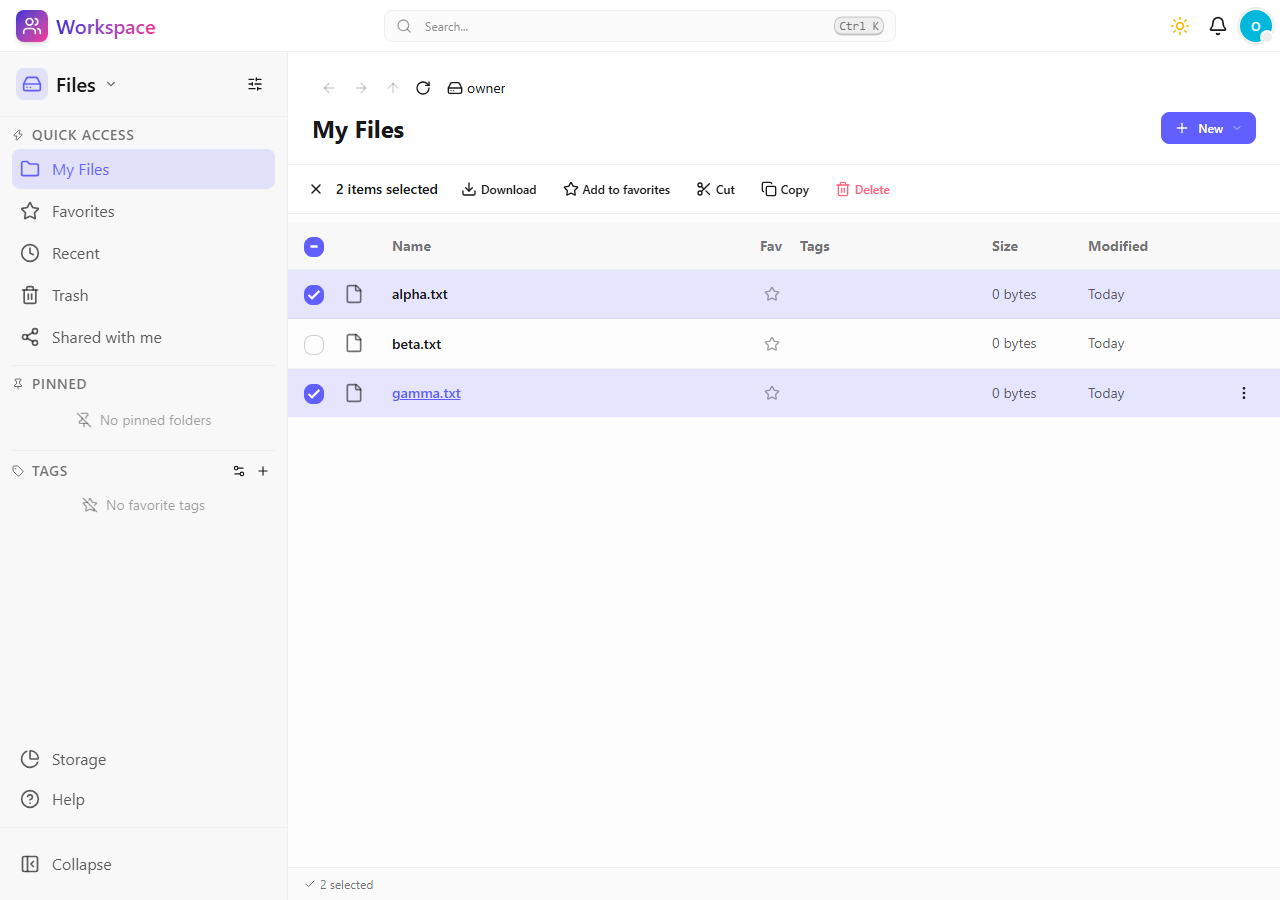 Workspace
Search...
Ctrl K
O
Files
owner
My Files
New
QUICK ACCESS
My Files
Favorites
Recent
Trash
Shared with me
PINNED
No pinned folders
TAGS
No favorite tags
Storage
Help
Collapse
2 items selected
Download
Add to favorites
Cut
Copy
Delete
Name Fav Tags Size Modified
alpha.txt 0 bytes Today
beta.txt 0 bytes Today
gamma.txt 0 bytes Today
2 selected